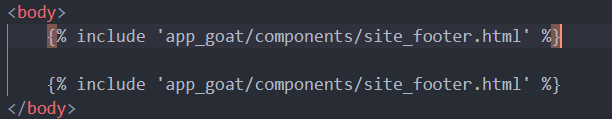 <body>
{% include 'app_goat/components/site_footer.html' %}
{% include 'app_goat/components/site_footer.html' %}
</body>